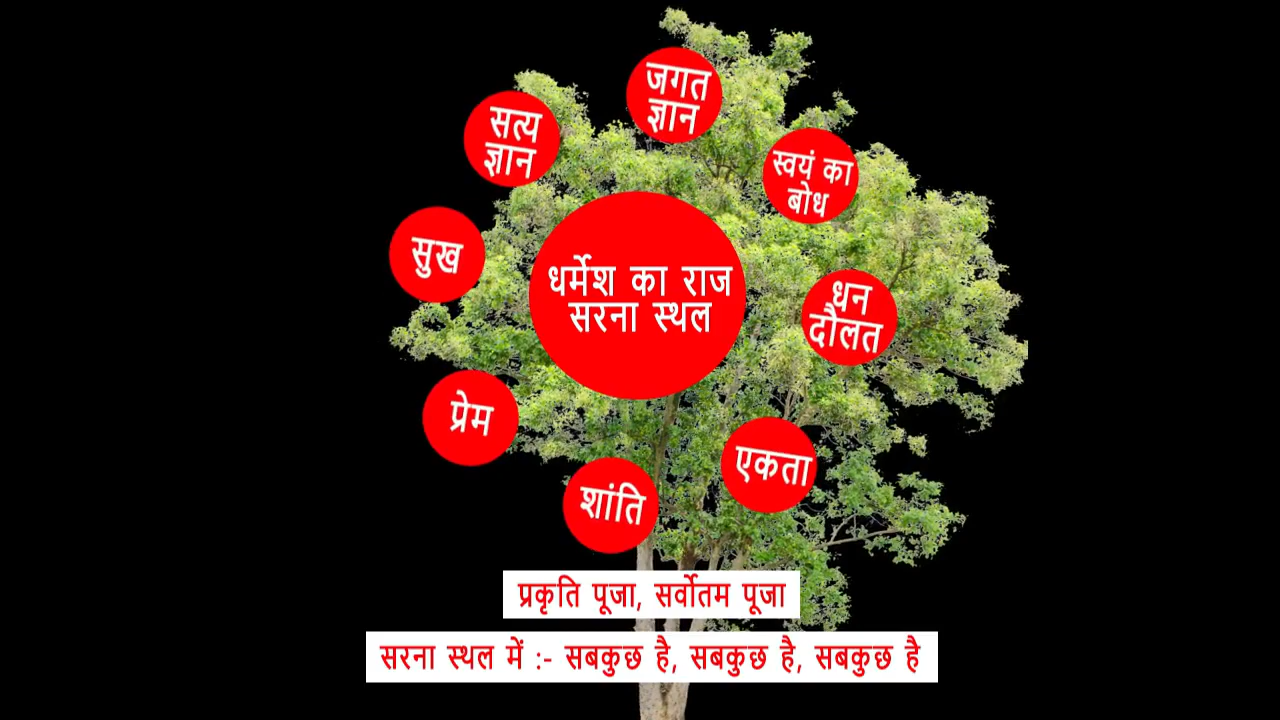 जगत
ज्ञान
सत्य
ज्ञान
स्वयं का
बोध
सुख
धर्मेश का राज
सरना स्थल
धन
दौलत
प्रेम
एकता
शांति
प्रकृति पूजा, सर्वोतम पूजा
सरना स्थल में :- सबकुछ है, सबकुछ है, सबकुछ है